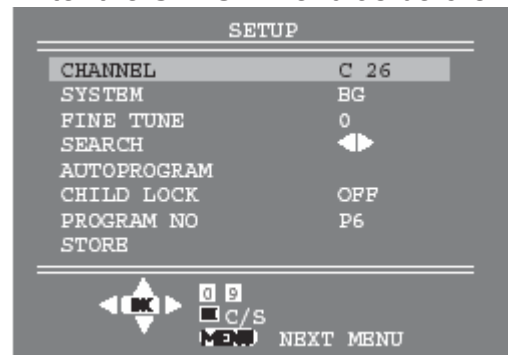 SETUP
CHANNEL C 26
SYSTEM BG
FINE TUNE 0
SEARCH
AUTOPROGRAM
CHILD LOCK OFF
PROGRAM NO P6
STORE
OK 0 9
C/S
MENU NEXT MENU